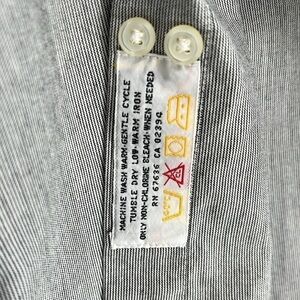 MACHINE WASH WARM-GENTLE CYCLE
TUMBLE DRY LOW-WARM IRON
ONLY NON-CHLORINE BLEACH-WHEN NEEDED
RN 67636 CA 02394